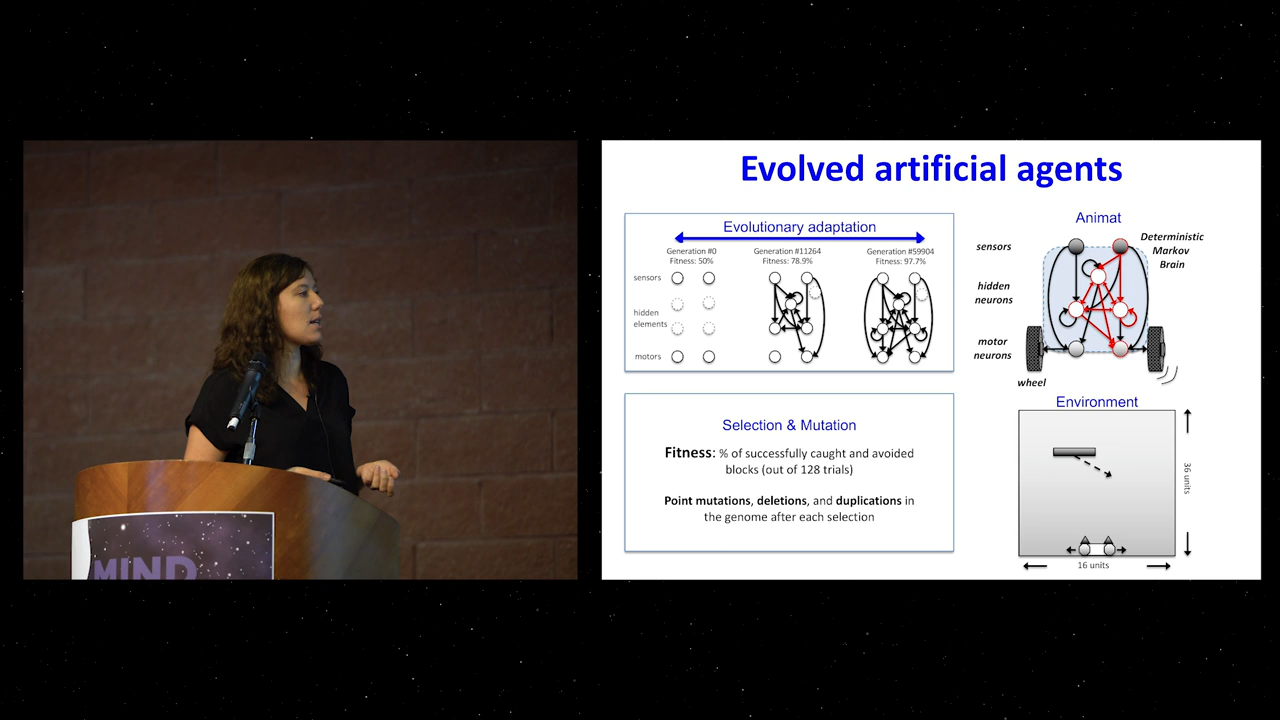 Evolved artificial agents
Evolutionary adaptation
Generation #0
Fitness: 50%
Generation #11264
Fitness: 78.9%
Generation #59904
Fitness: 97.7%
sensors
hidden
elements
motors
Selection & Mutation
Fitness: % of successfully caught and avoided
blocks (out of 128 trials)
Point mutations, deletions, and duplications in
the genome after each selection
Animat
sensors
Deterministic
Markov
Brain
hidden
neurons
motor
neurons
wheel
Environment
36 units
16 units
MIND